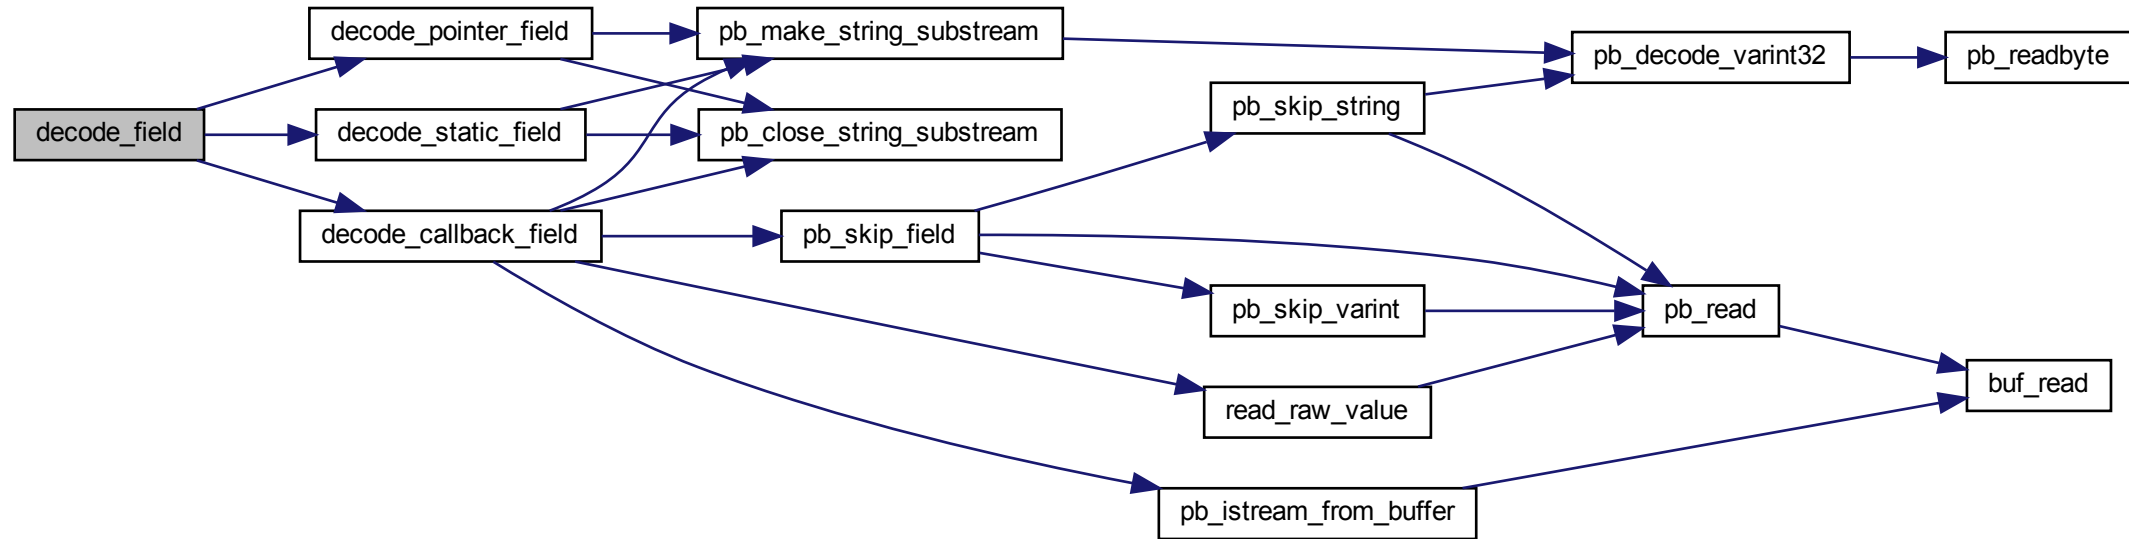 decode_pointer_field
pb_make_string_substream
pb_decode_varint32
pb_readbyte
pb_skip_string
decode_field
decode_static_field
pb_close_string_substream
decode_callback_field
pb_skip_field
pb_skip_varint
pb_read
buf_read
read_raw_value
pb_istream_from_buffer